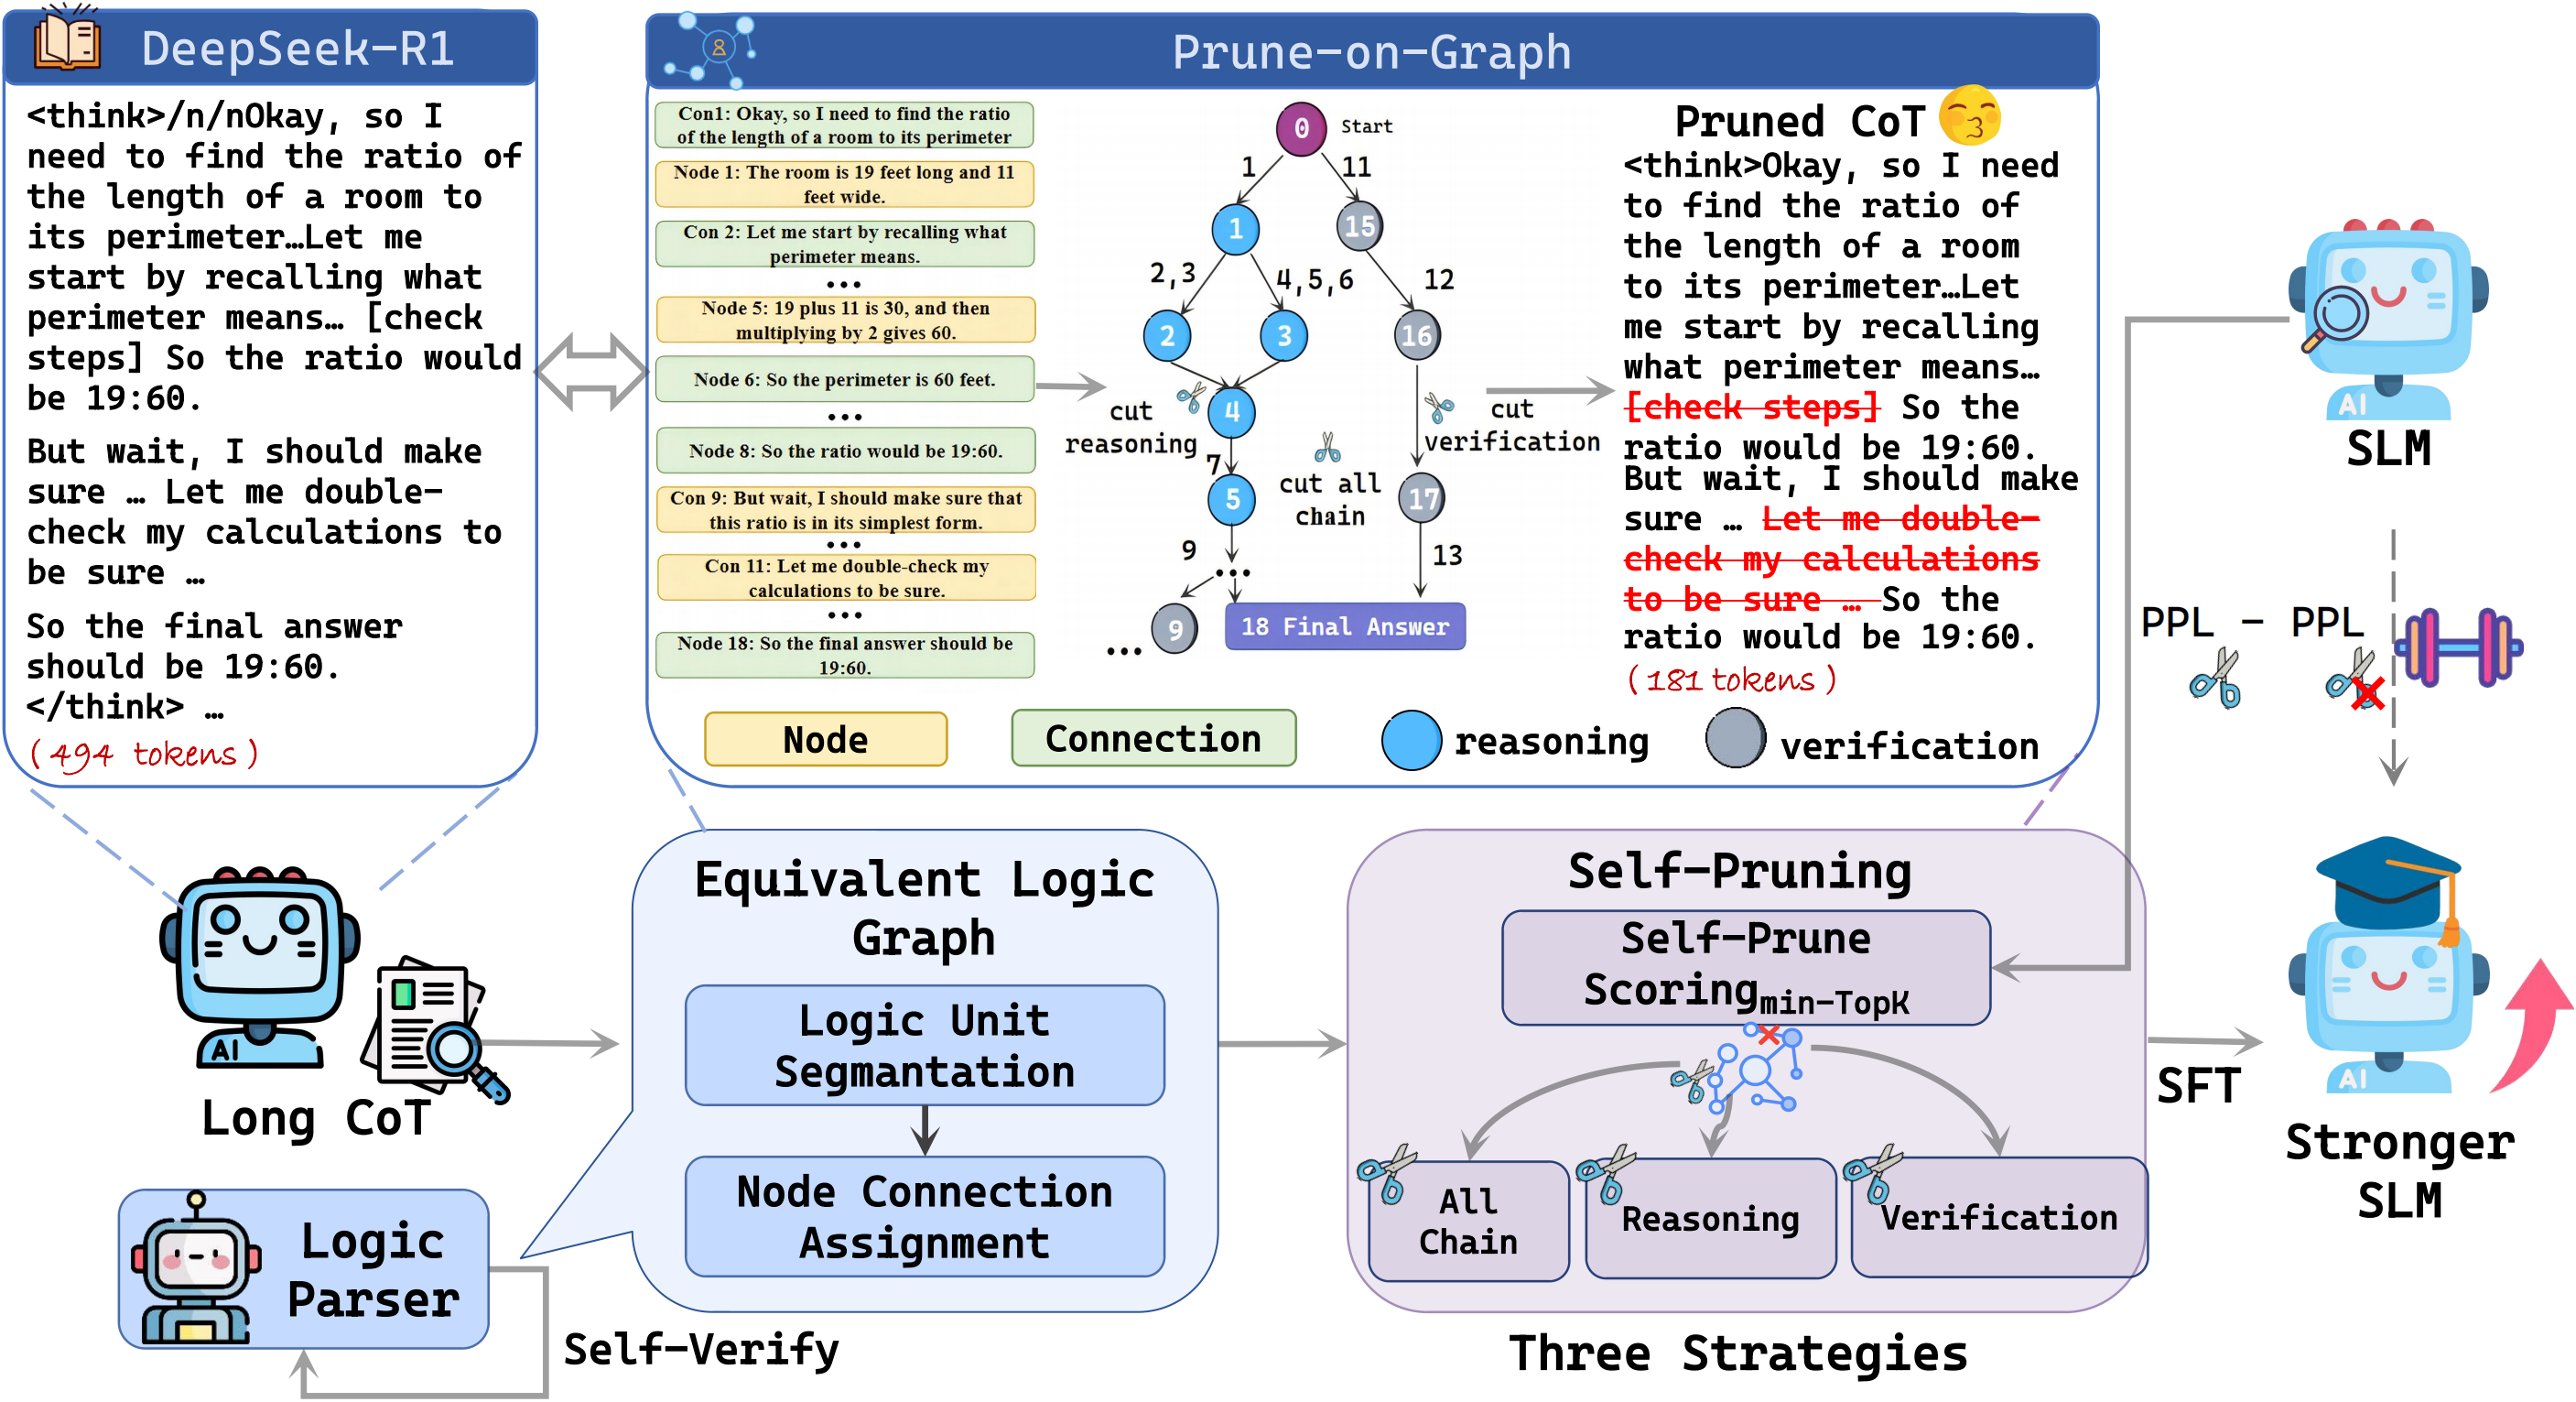 DeepSeek-R1
<think>/n/nOkay, so I
need to find the ratio of
the length of a room to
its perimeter…Let me
start by recalling what
perimeter means… [check
steps] So the ratio would
be 19:60.
But wait, I should make
sure … Let me double-
check my calculations to
be sure …
So the final answer
should be 19:60.
</think> …
(494 tokens)
Prune-on-Graph
Con1: Okay, so I need to find the ratio
of the length of a room to its perimeter
Node 1: The room is 19 feet long and 11
feet wide.
Con 2: Let me start by recalling what
perimeter means.
...
Node 5: 19 plus 11 is 30, and then
multiplying by 2 gives 60.
Node 6: So the perimeter is 60 feet.
...
Node 8: So the ratio would be 19:60.
Con 9: But wait, I should make sure that
this ratio is in its simplest form.
...
Con 11: Let me double-check my
calculations to be sure.
...
Node 18: So the final answer should be
19:60.
0 Start
1 11
1 15
2,3 4,5,6 12
2 3 16
cut
reasoning
4
cut
verification
7
cut all
chain
5 17
9 13
...
... 9
18 Final Answer
Pruned CoT
<think>Okay, so I need
to find the ratio of
the length of a room
to its perimeter…Let
me start by recalling
what perimeter means…
[check steps] So the
ratio would be 19:60.
But wait, I should make
sure … Let me double-
check my calculations
to be sure … So the
ratio would be 19:60.
(181 tokens)
Node
Connection
reasoning
verification
AI
SLM
PPL - PPL
AI
Long CoT
Logic
Parser
Self-Verify
Equivalent Logic
Graph
Logic Unit
Segmantation
Node Connection
Assignment
Self-Pruning
Self-Prune
Scoringmin-TopK
All
Chain
Reasoning
Verification
Three Strategies
SFT
AI
Stronger
SLM